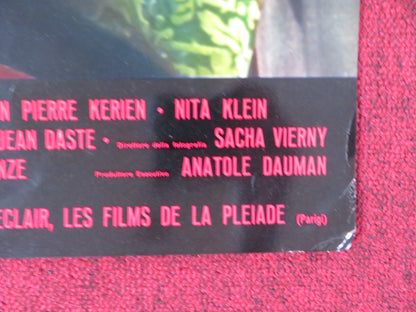 N PIERRE KERIEN • NITA KLEIN
JEAN DASTE • Direttore della fotografia SACHA VIERNY
NZE Produttore Esecutivo ANATOLE DAUMAN
ECLAIR, LES FILMS DE LA PLEIADE (Parigi)